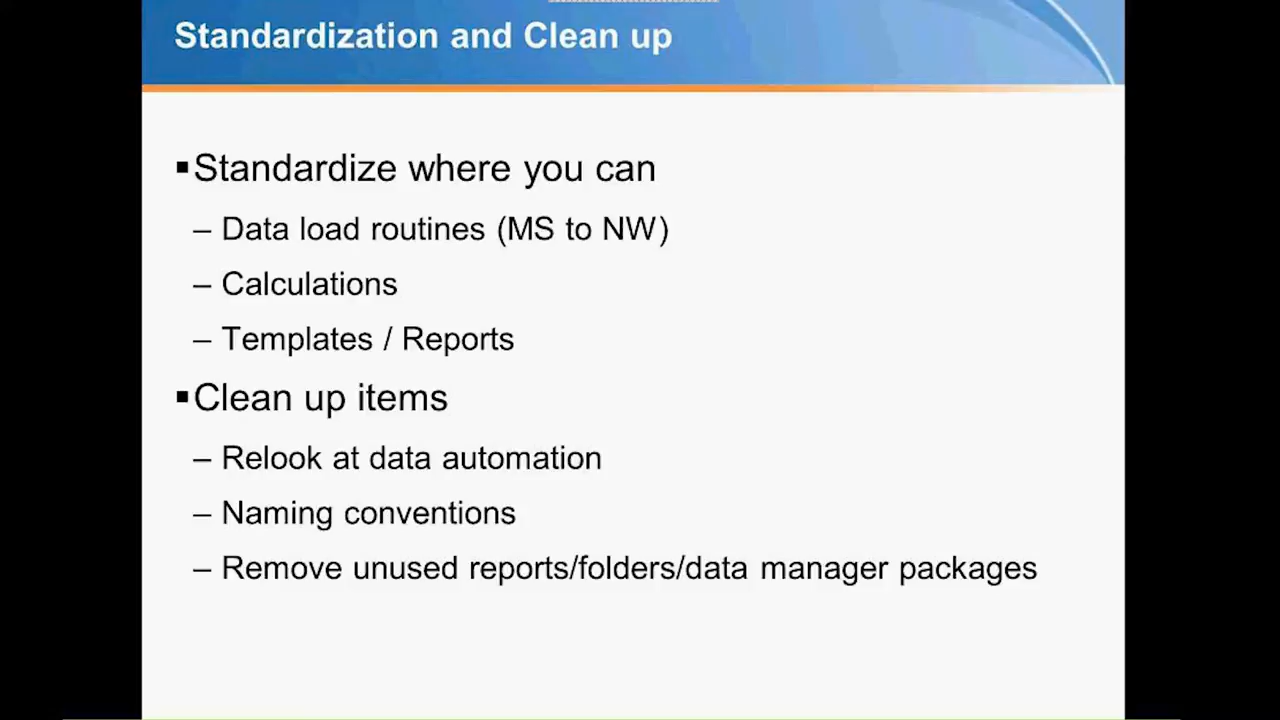 Standardization and Clean up
▪Standardize where you can
– Data load routines (MS to NW)
– Calculations
– Templates / Reports
▪Clean up items
– Relook at data automation
– Naming conventions
– Remove unused reports/folders/data manager packages